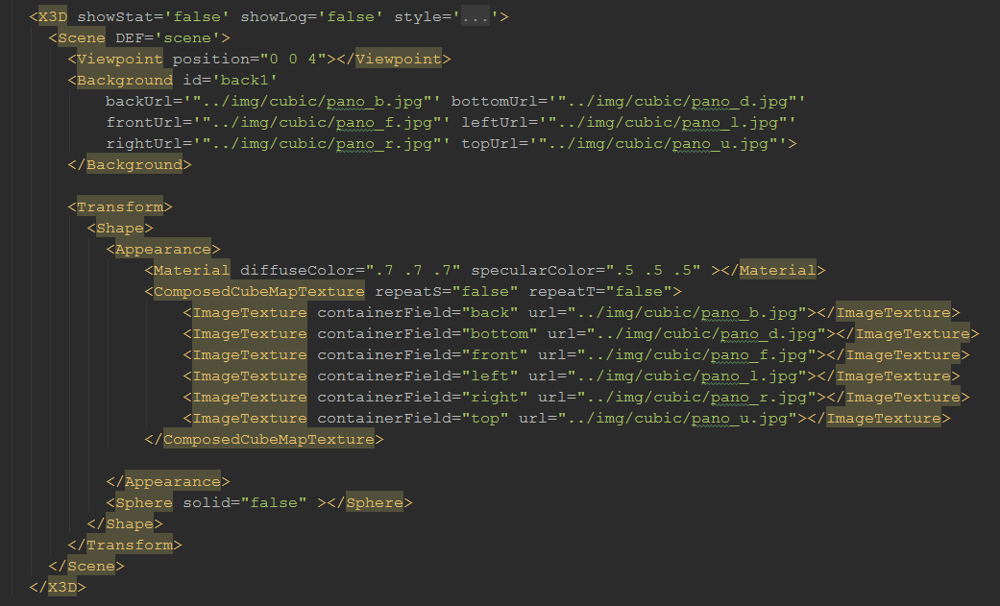 <X3D showStat='false' showLog='false' style='...'>
<Scene DEF='scene'>
<Viewpoint position="0 0 4"></Viewpoint>
<Background id='back1'
backUrl='"../img/cubic/pano_b.jpg"' bottomUrl='"../img/cubic/pano_d.jpg"'
frontUrl='"../img/cubic/pano_f.jpg"' leftUrl='"../img/cubic/pano_l.jpg"'
rightUrl='"../img/cubic/pano_r.jpg"' topUrl='"../img/cubic/pano_u.jpg"'>
</Background>
<Transform>
<Shape>
<Appearance>
<Material diffuseColor=".7 .7 .7" specularColor=".5 .5 .5" ></Material>
<ComposedCubeMapTexture repeatS="false" repeatT="false">
<ImageTexture containerField="back" url="../img/cubic/pano_b.jpg"></ImageTexture>
<ImageTexture containerField="bottom" url="../img/cubic/pano_d.jpg"></ImageTexture>
<ImageTexture containerField="front" url="../img/cubic/pano_f.jpg"></ImageTexture>
<ImageTexture containerField="left" url="../img/cubic/pano_l.jpg"></ImageTexture>
<ImageTexture containerField="right" url="../img/cubic/pano_r.jpg"></ImageTexture>
<ImageTexture containerField="top" url="../img/cubic/pano_u.jpg"></ImageTexture>
</ComposedCubeMapTexture>
</Appearance>
<Sphere solid="false" ></Sphere>
</Shape>
</Transform>
</Scene>
</X3D>